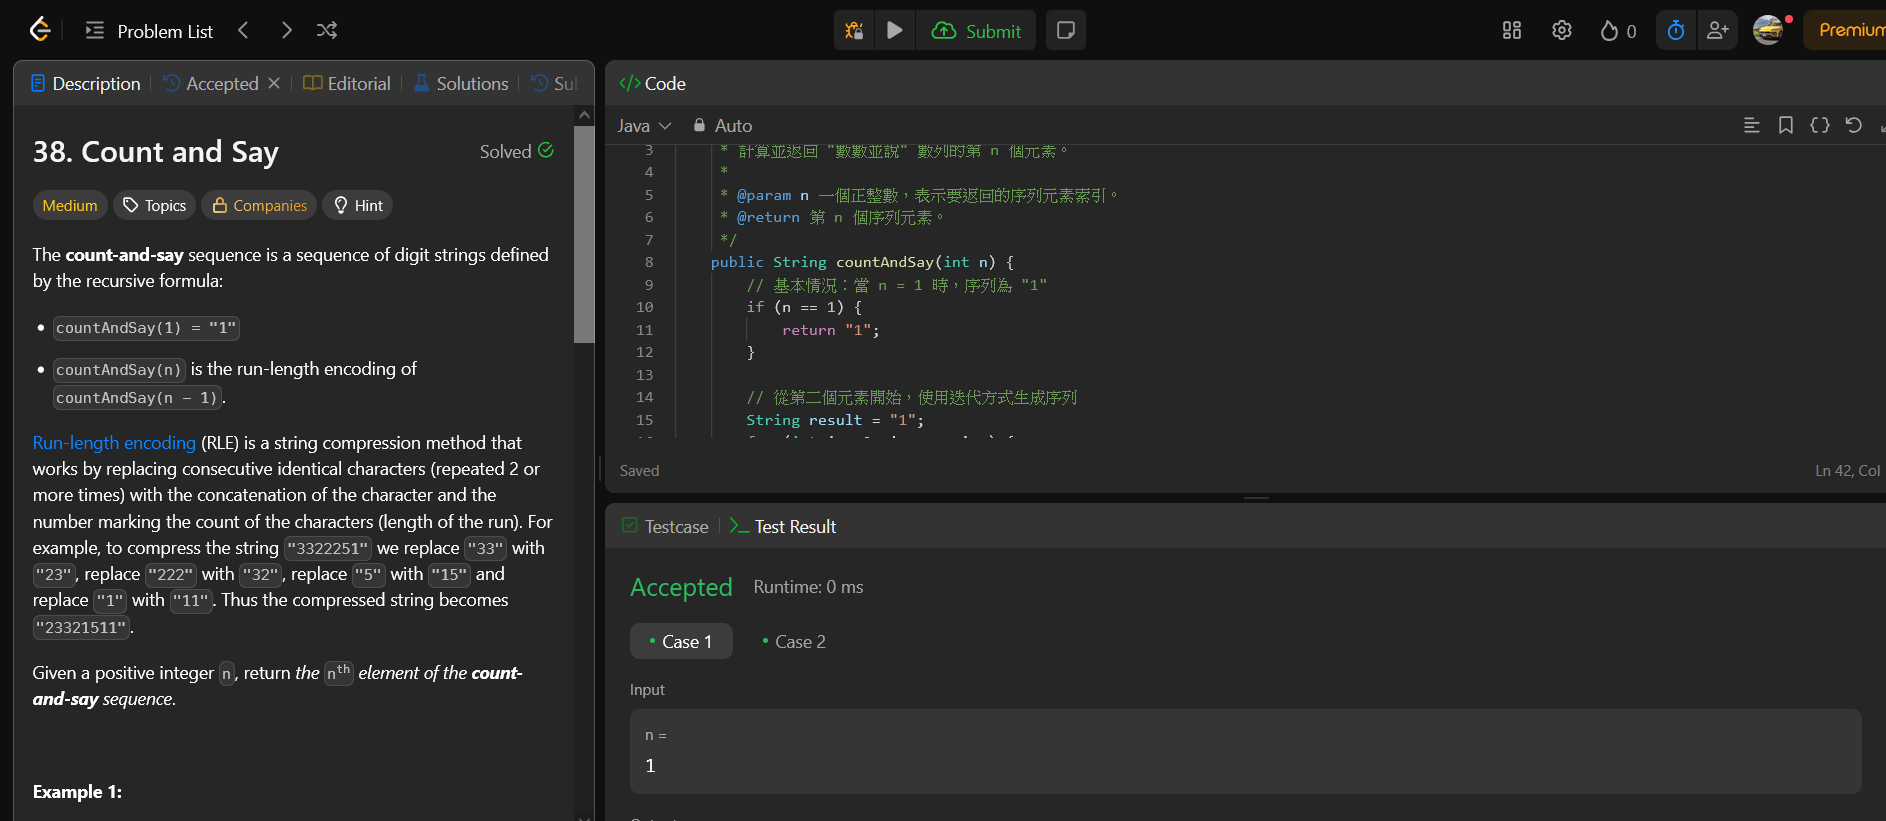 Problem List
Submit
0
Premium
Description
Accepted
Editorial
Solutions
38. Count and Say
Solved
Medium
Topics
Companies
Hint
The count-and-say sequence is a sequence of digit strings defined
by the recursive formula:
• countAndSay(1) = "1"
• countAndSay(n) is the run-length encoding of
countAndSay(n - 1).
Run-length encoding (RLE) is a string compression method that
works by replacing consecutive identical characters (repeated 2 or
more times) with the concatenation of the character and the
number marking the count of the characters (length of the run). For
example, to compress the string "3322251" we replace "33" with
"23", replace "222" with "32", replace "5" with "15" and
replace "1" with "11". Thus the compressed string becomes
"23321511".
Given a positive integer n, return the nth element of the count-
and-say sequence.
Example 1:
</> Code
Java
Auto
3 * 計算並返回 "數數並說" 數列的第 n 個元素。
4 *
5 * @param n 一個正整數，表示要返回的序列元素索引。
6 * @return 第 n 個序列元素。
7 */
8 public String countAndSay(int n) {
9 // 基本情況：當 n = 1 時，序列為 "1"
10 if (n == 1) {
11 return "1";
12 }
13
14 // 從第二個元素開始，使用迭代方式生成序列
15 String result = "1";
Saved
Ln 42, Col
Testcase
Test Result
Accepted
Runtime: 0 ms
• Case 1
• Case 2
Input
n =
1